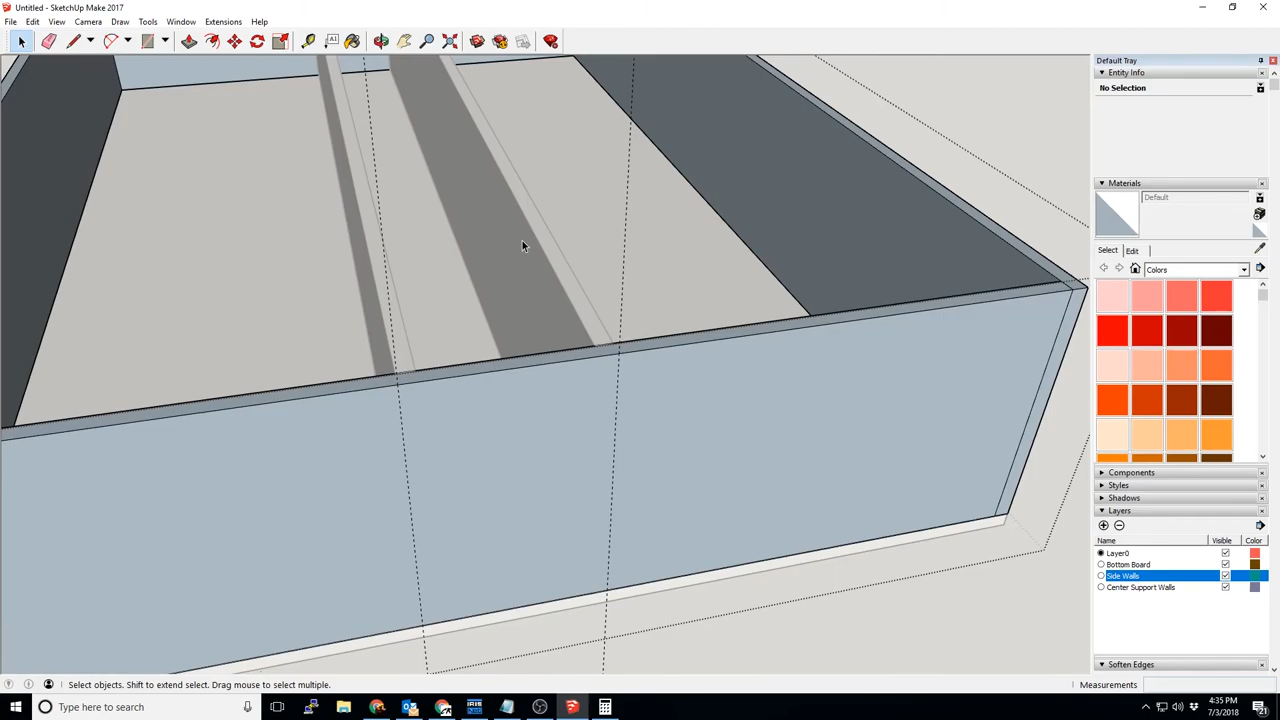 Untitled - SketchUp Make 2017
File Edit View Camera Draw Tools Window Extensions Help
Default Tray
Entity Info
No Selection
Materials
Default
Select Edit
Colors
Components
Styles
Shadows
Layers
Name Visible Color
Layer0
Bottom Board
Side Walls
Center Support Walls
Soften Edges
Select objects. Shift to extend select. Drag mouse to select multiple.
Measurements
Type here to search
4:35 PM
7/3/2018